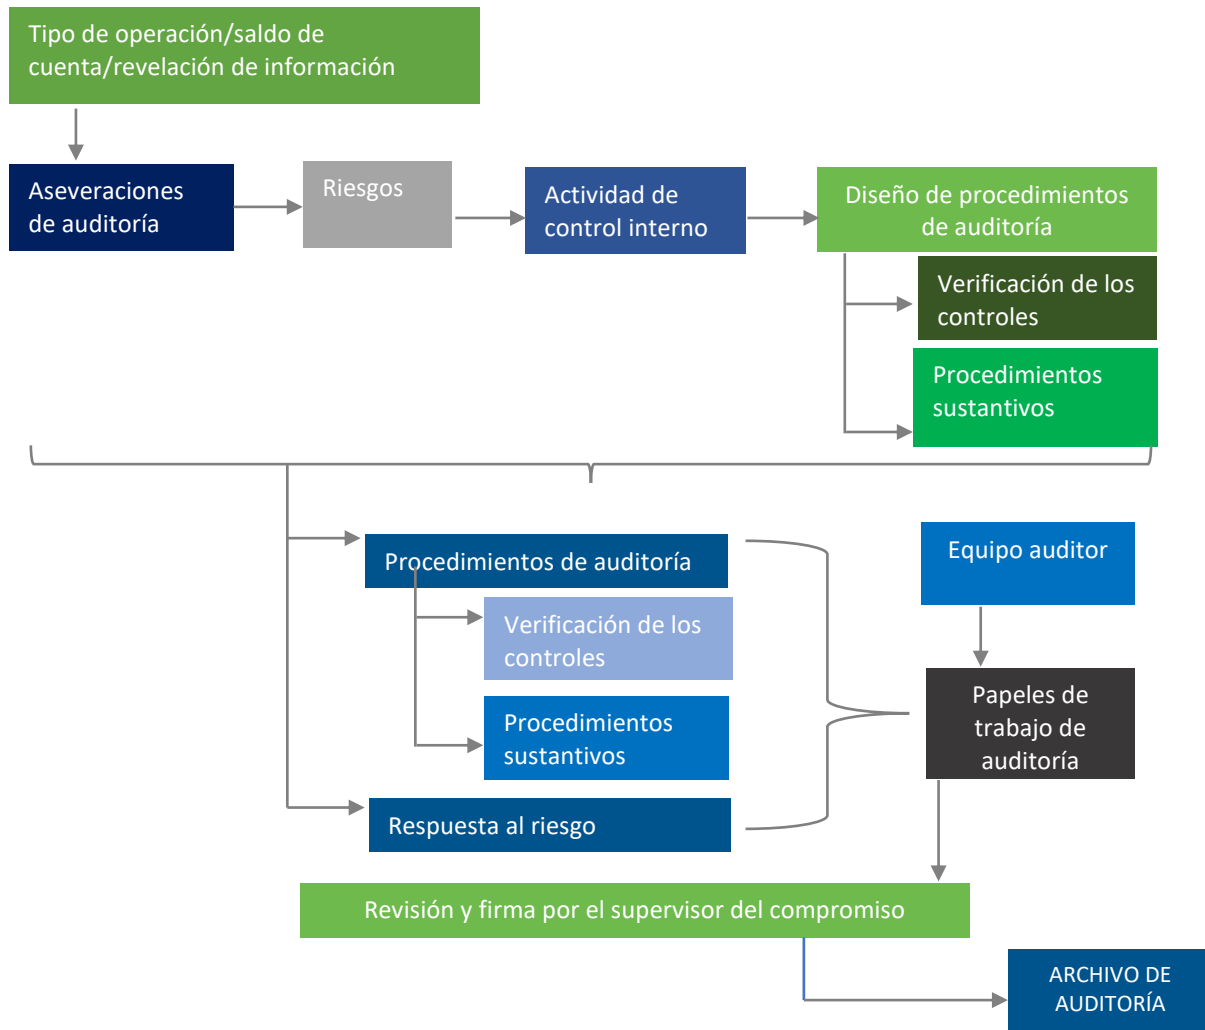 Tipo de operación/saldo de
cuenta/revelación de información
Aseveraciones
de auditoría
Riesgos
Actividad de
control interno
Diseño de procedimientos
de auditoría
Verificación de los
controles
Procedimientos
sustantivos
Procedimientos de auditoría
Verificación de los
controles
Procedimientos
sustantivos
Respuesta al riesgo
Equipo auditor
Papeles de
trabajo de
auditoría
Revisión y firma por el supervisor del compromiso
ARCHIVO DE
AUDITORÍA